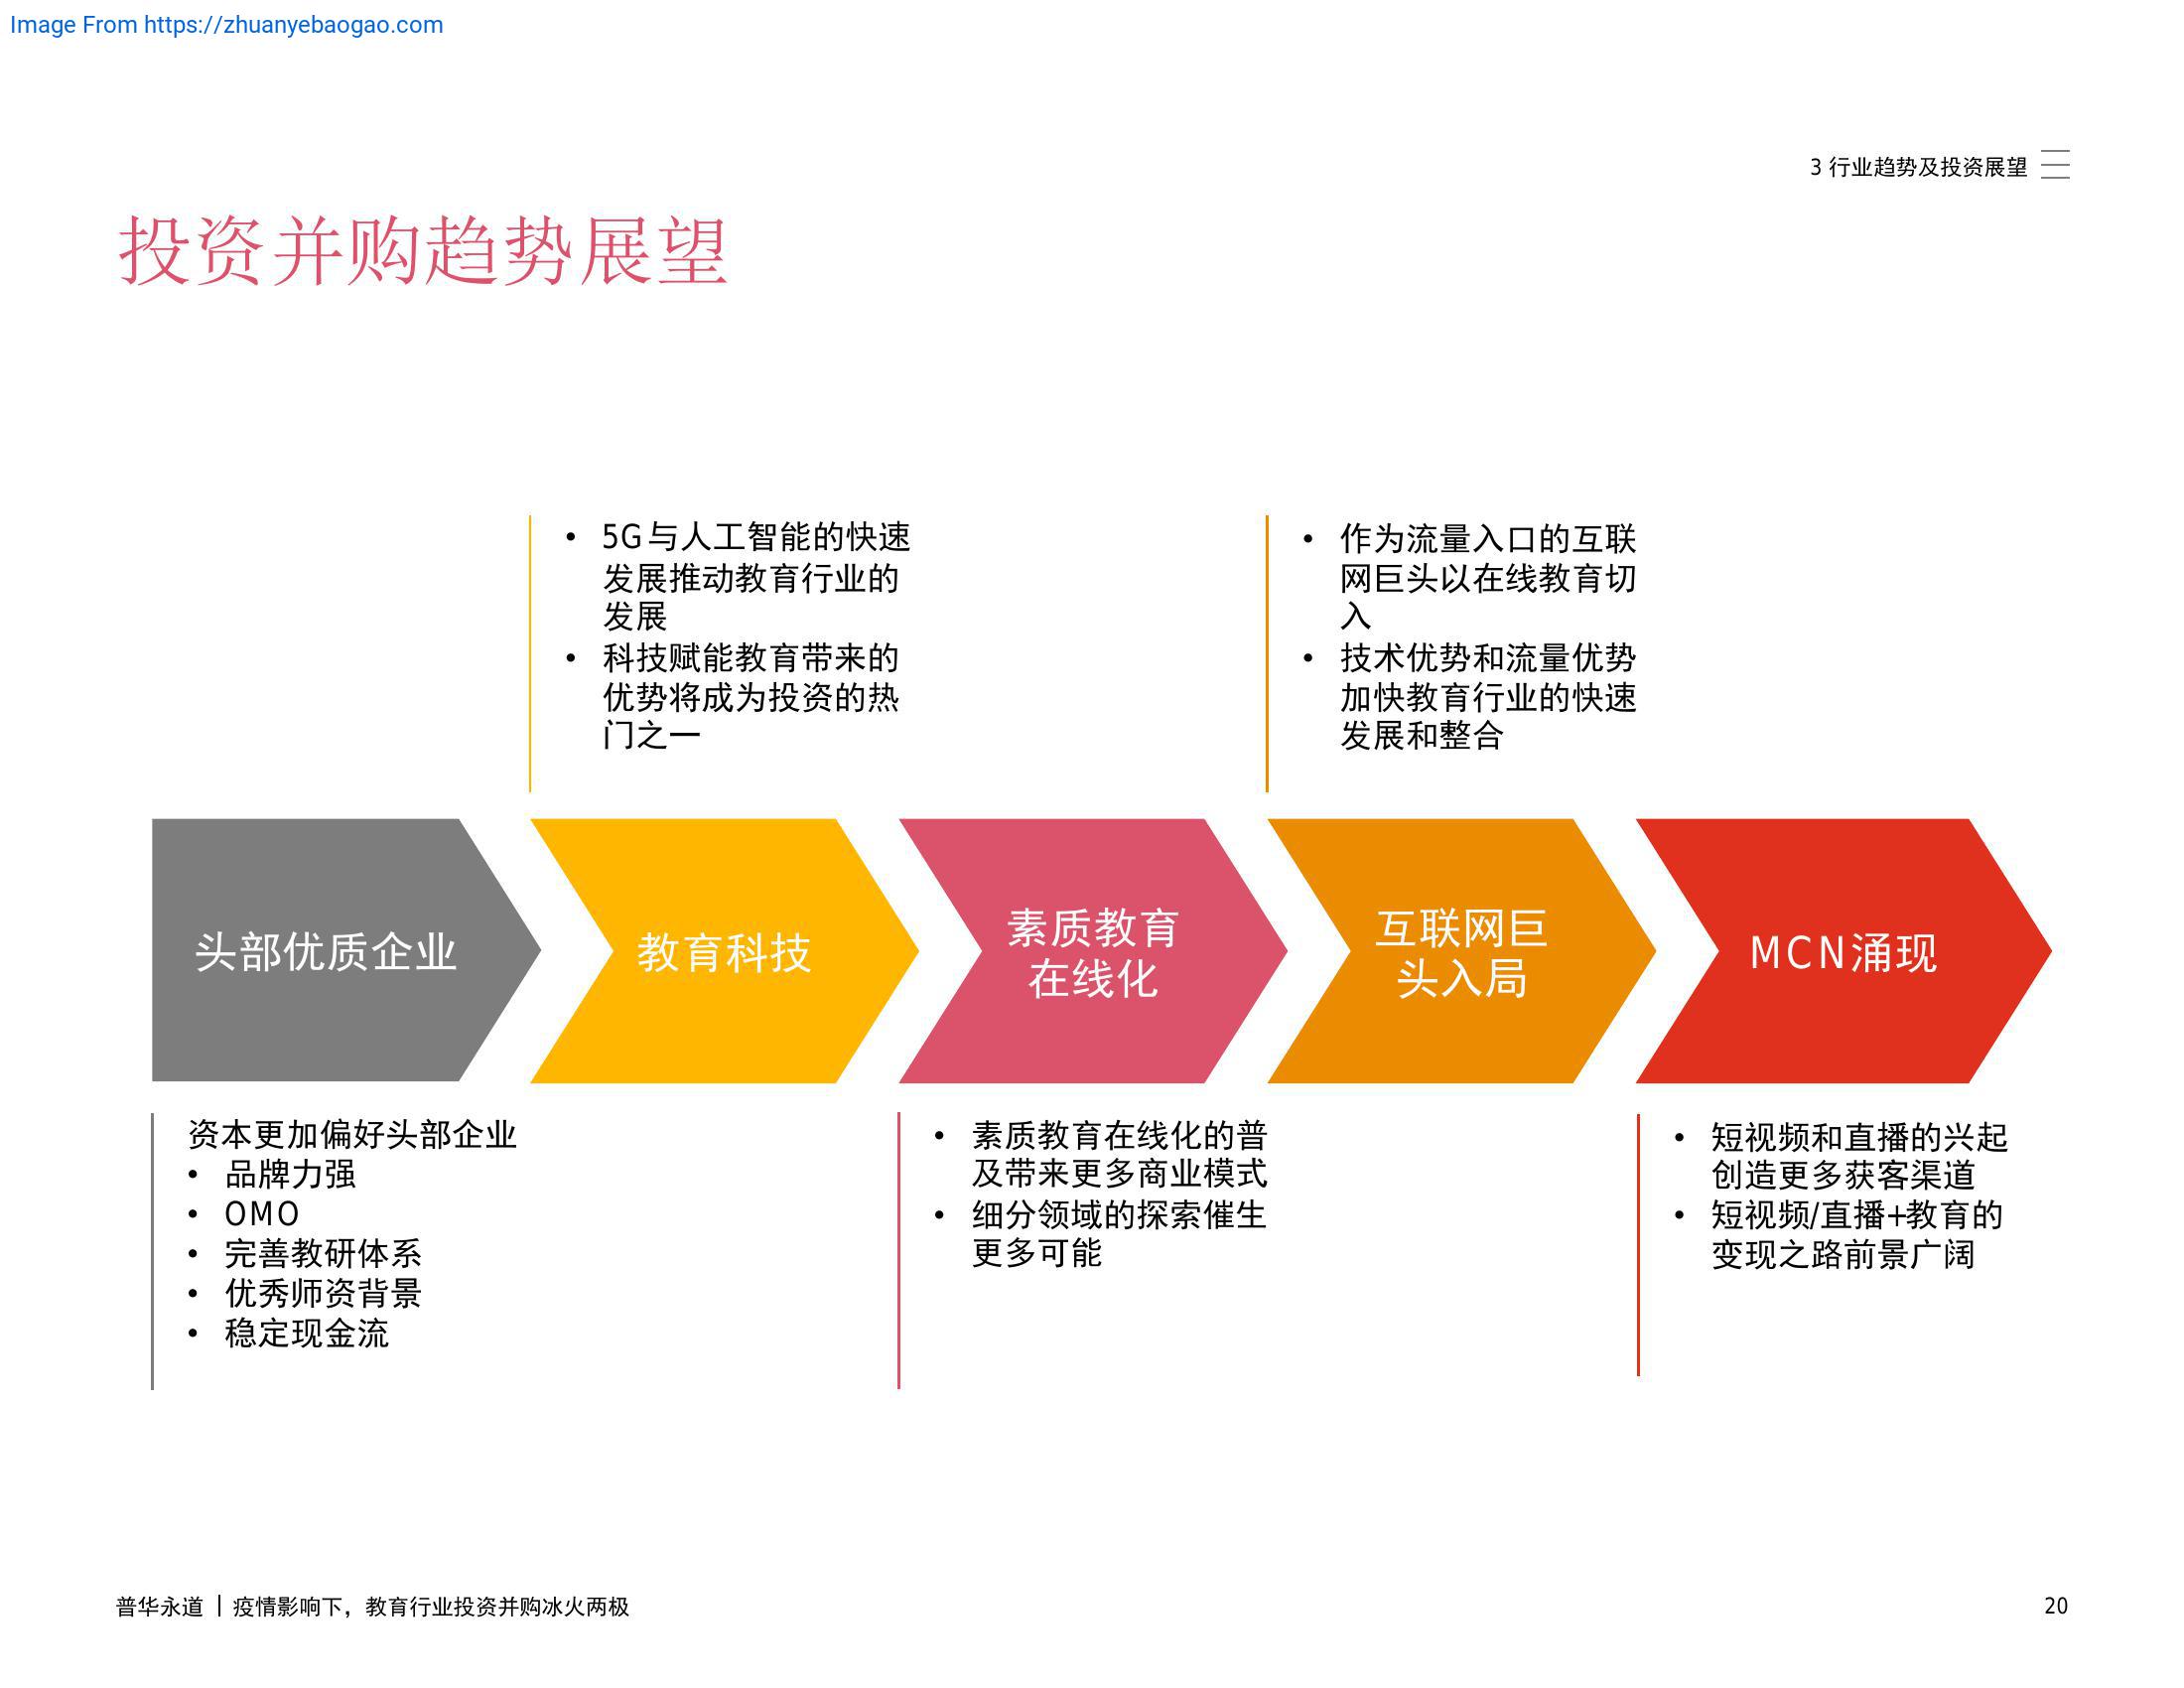 Image From https://zhuanyebaogao.com
3 行业趋势及投资展望
投资并购趋势展望
• 5G与人工智能的快速
发展推动教育行业的
发展
• 科技赋能教育带来的
优势将成为投资的热
门之一
• 作为流量入口的互联
网巨头以在线教育切
入
• 技术优势和流量优势
加快教育行业的快速
发展和整合
头部优质企业
教育科技
素质教育
在线化
互联网巨
头入局
MCN涌现
资本更加偏好头部企业
• 品牌力强
• OMO
• 完善教研体系
• 优秀师资背景
• 稳定现金流
• 素质教育在线化的普
及带来更多商业模式
• 细分领域的探索催生
更多可能
• 短视频和直播的兴起
创造更多获客渠道
• 短视频/直播+教育的
变现之路前景广阔
普华永道 | 疫情影响下，教育行业投资并购冰火两极
20